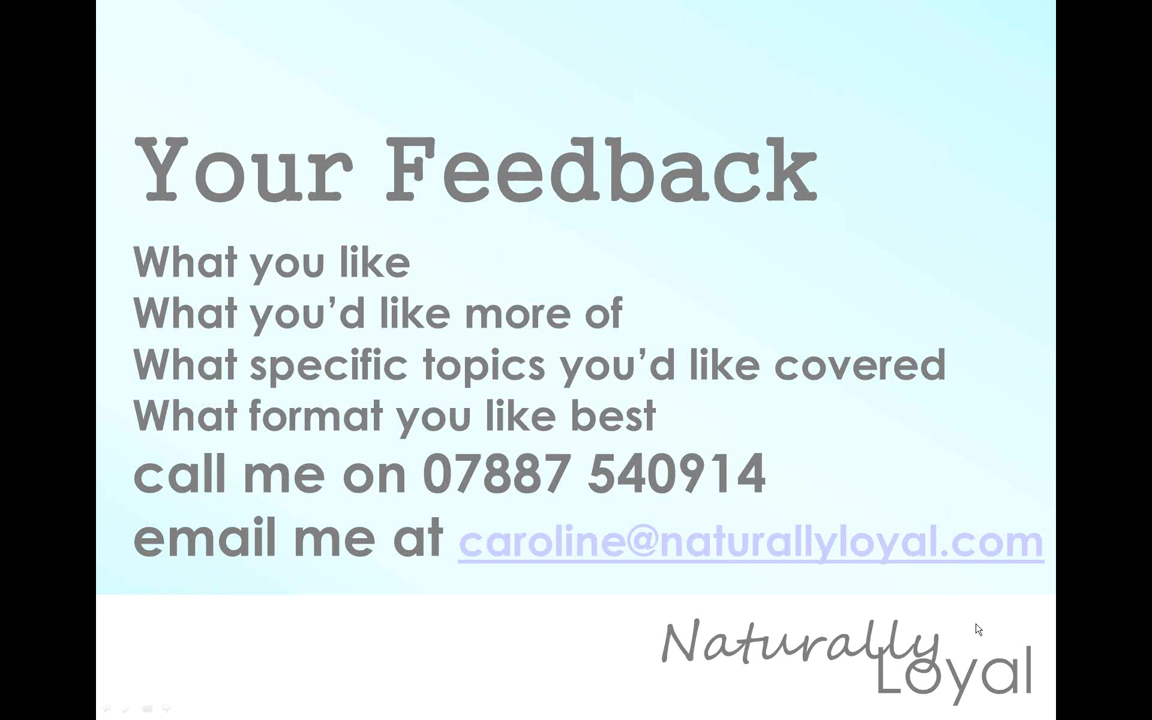 Your Feedback
What you like
What you’d like more of
What specific topics you’d like covered
What format you like best
call me on 07887 540914
email me at caroline@naturallyloyal.com
Naturally
Loyal